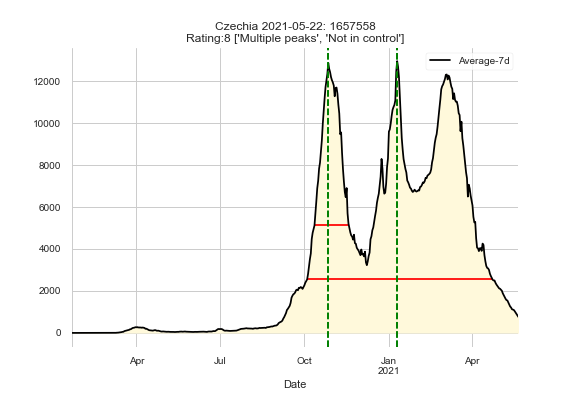 Czechia 2021-05-22: 1657558
Rating:8 ['Multiple peaks', 'Not in control']
Average-7d
12000
10000
8000
6000
4000
2000
0
Apr
Jul
Oct
Jan
2021
Apr
Date